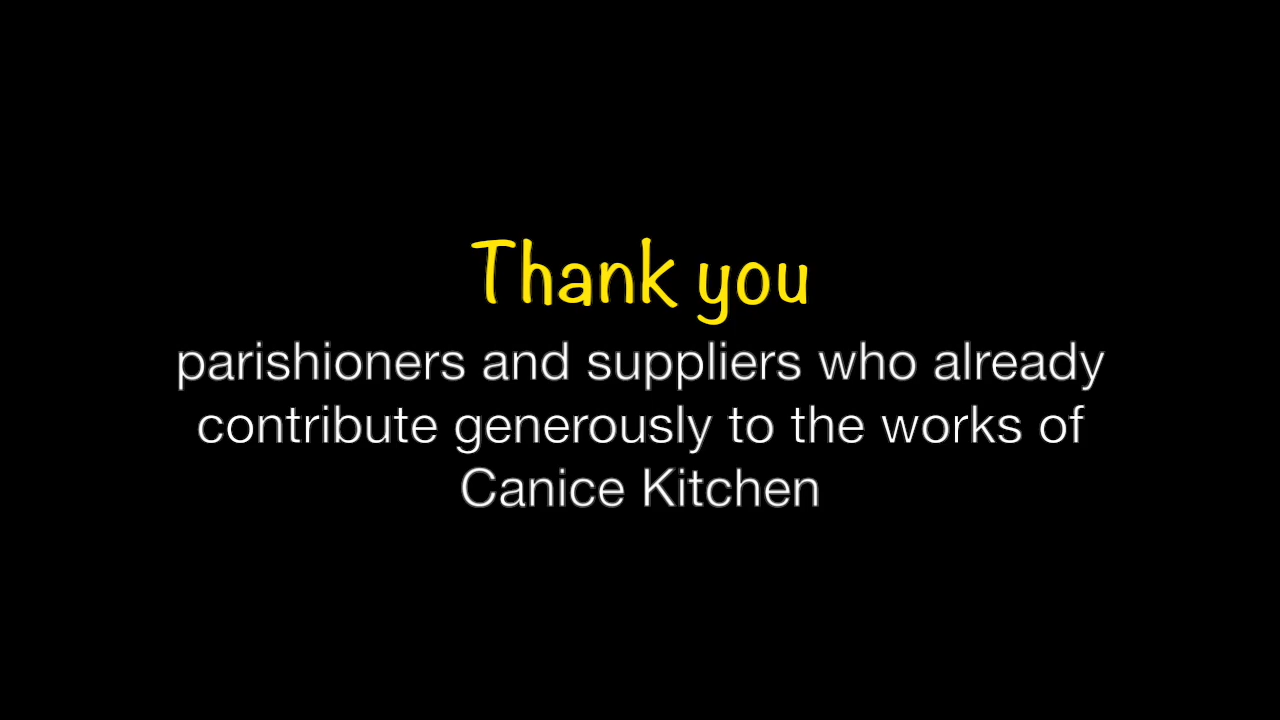 Thank you
parishioners and suppliers who already
contribute generously to the works of
Canice Kitchen